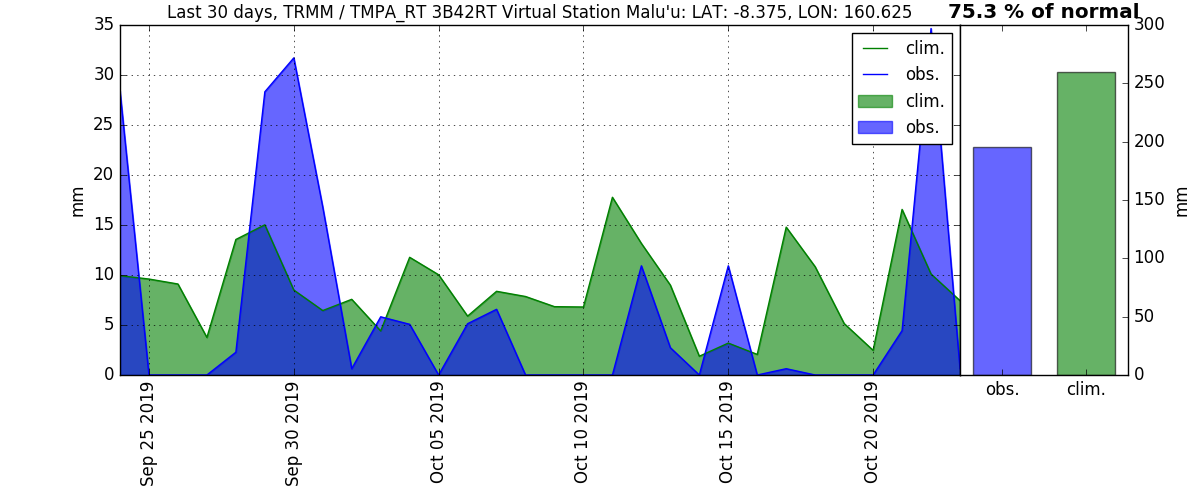 Last 30 days, TRMM / TMPA_RT 3B42RT Virtual Station Malu'u: LAT: -8.375, LON: 160.625
75.3 % of normal
35
30
25
20
15
10
5
0
mm
clim.
obs.
clim.
obs.
Sep 25 2019
Sep 30 2019
Oct 05 2019
Oct 10 2019
Oct 15 2019
Oct 20 2019
300
250
200
150
100
50
0
mm
obs.
clim.